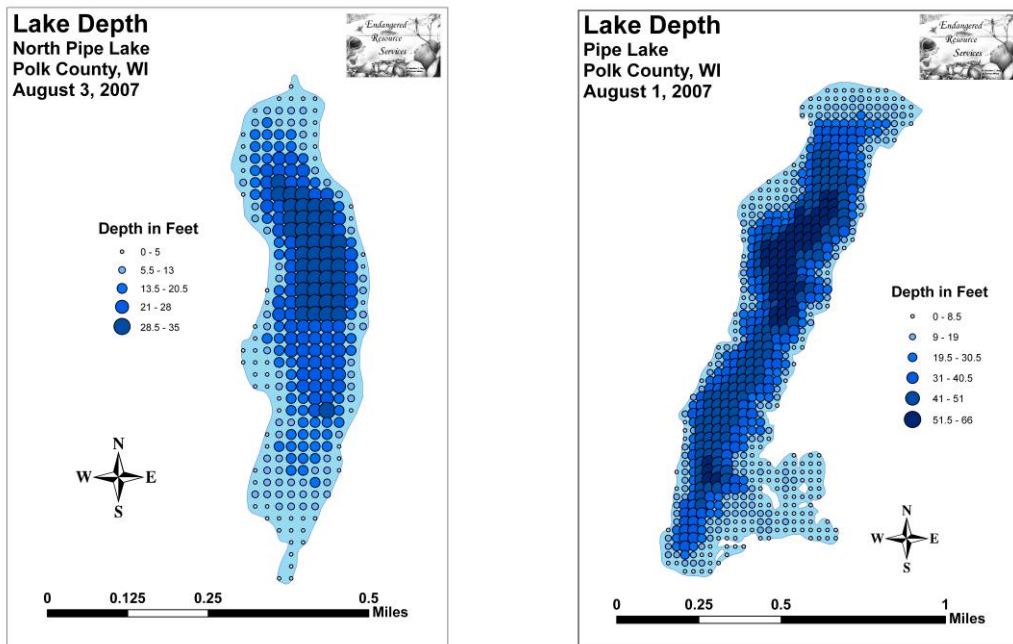 Lake Depth
North Pipe Lake
Polk County, WI
August 3, 2007
Endangered
Resource
Services
Depth in Feet
0 - 5
5.5 - 13
13.5 - 20.5
21 - 28
28.5 - 35
N
W E
S
0 0.125 0.25 0.5
Miles
Lake Depth
Pipe Lake
Polk County, WI
August 1, 2007
Endangered
Resource
Services
Depth in Feet
0 - 8.5
9 - 19
19.5 - 30.5
31 - 40.5
41 - 51
51.5 - 66
N
W E
S
0 0.25 0.5 1
Miles